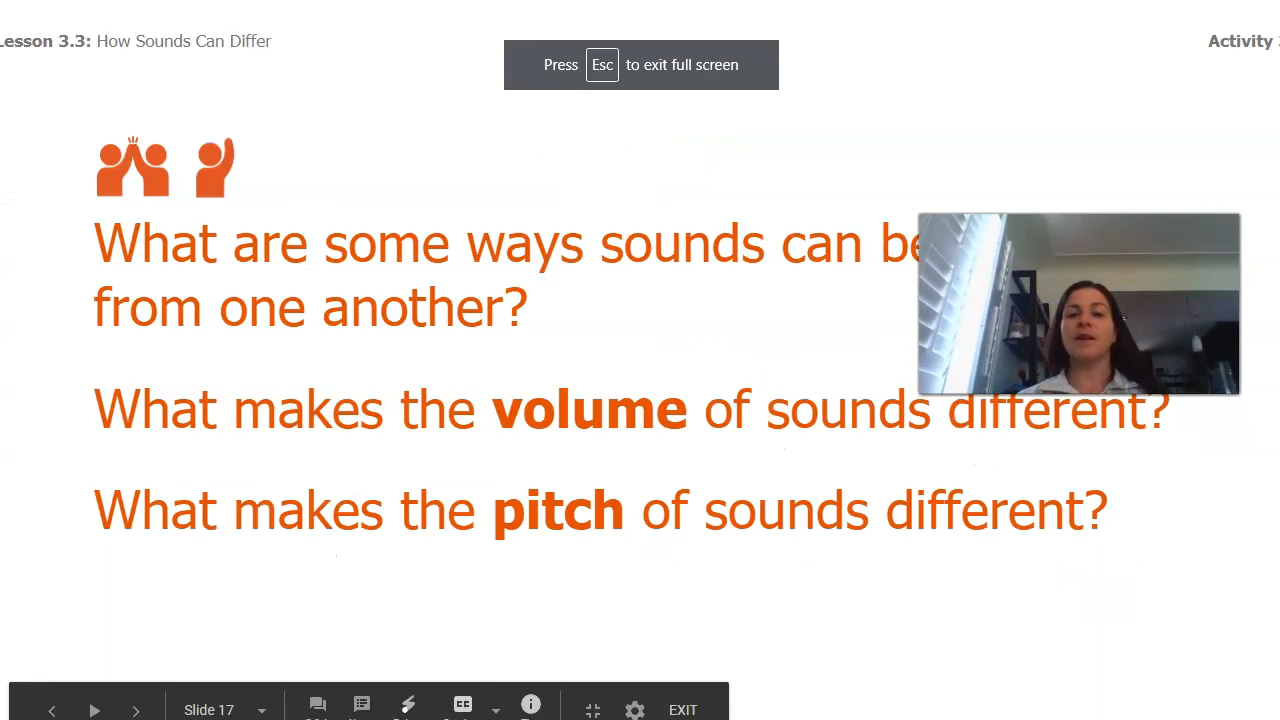 Lesson 3.3: How Sounds Can Differ
Activity
Press Esc to exit full screen
What are some ways sounds can be
from one another?
What makes the volume of sounds different?
What makes the pitch of sounds different?
Slide 17
CC
EXIT